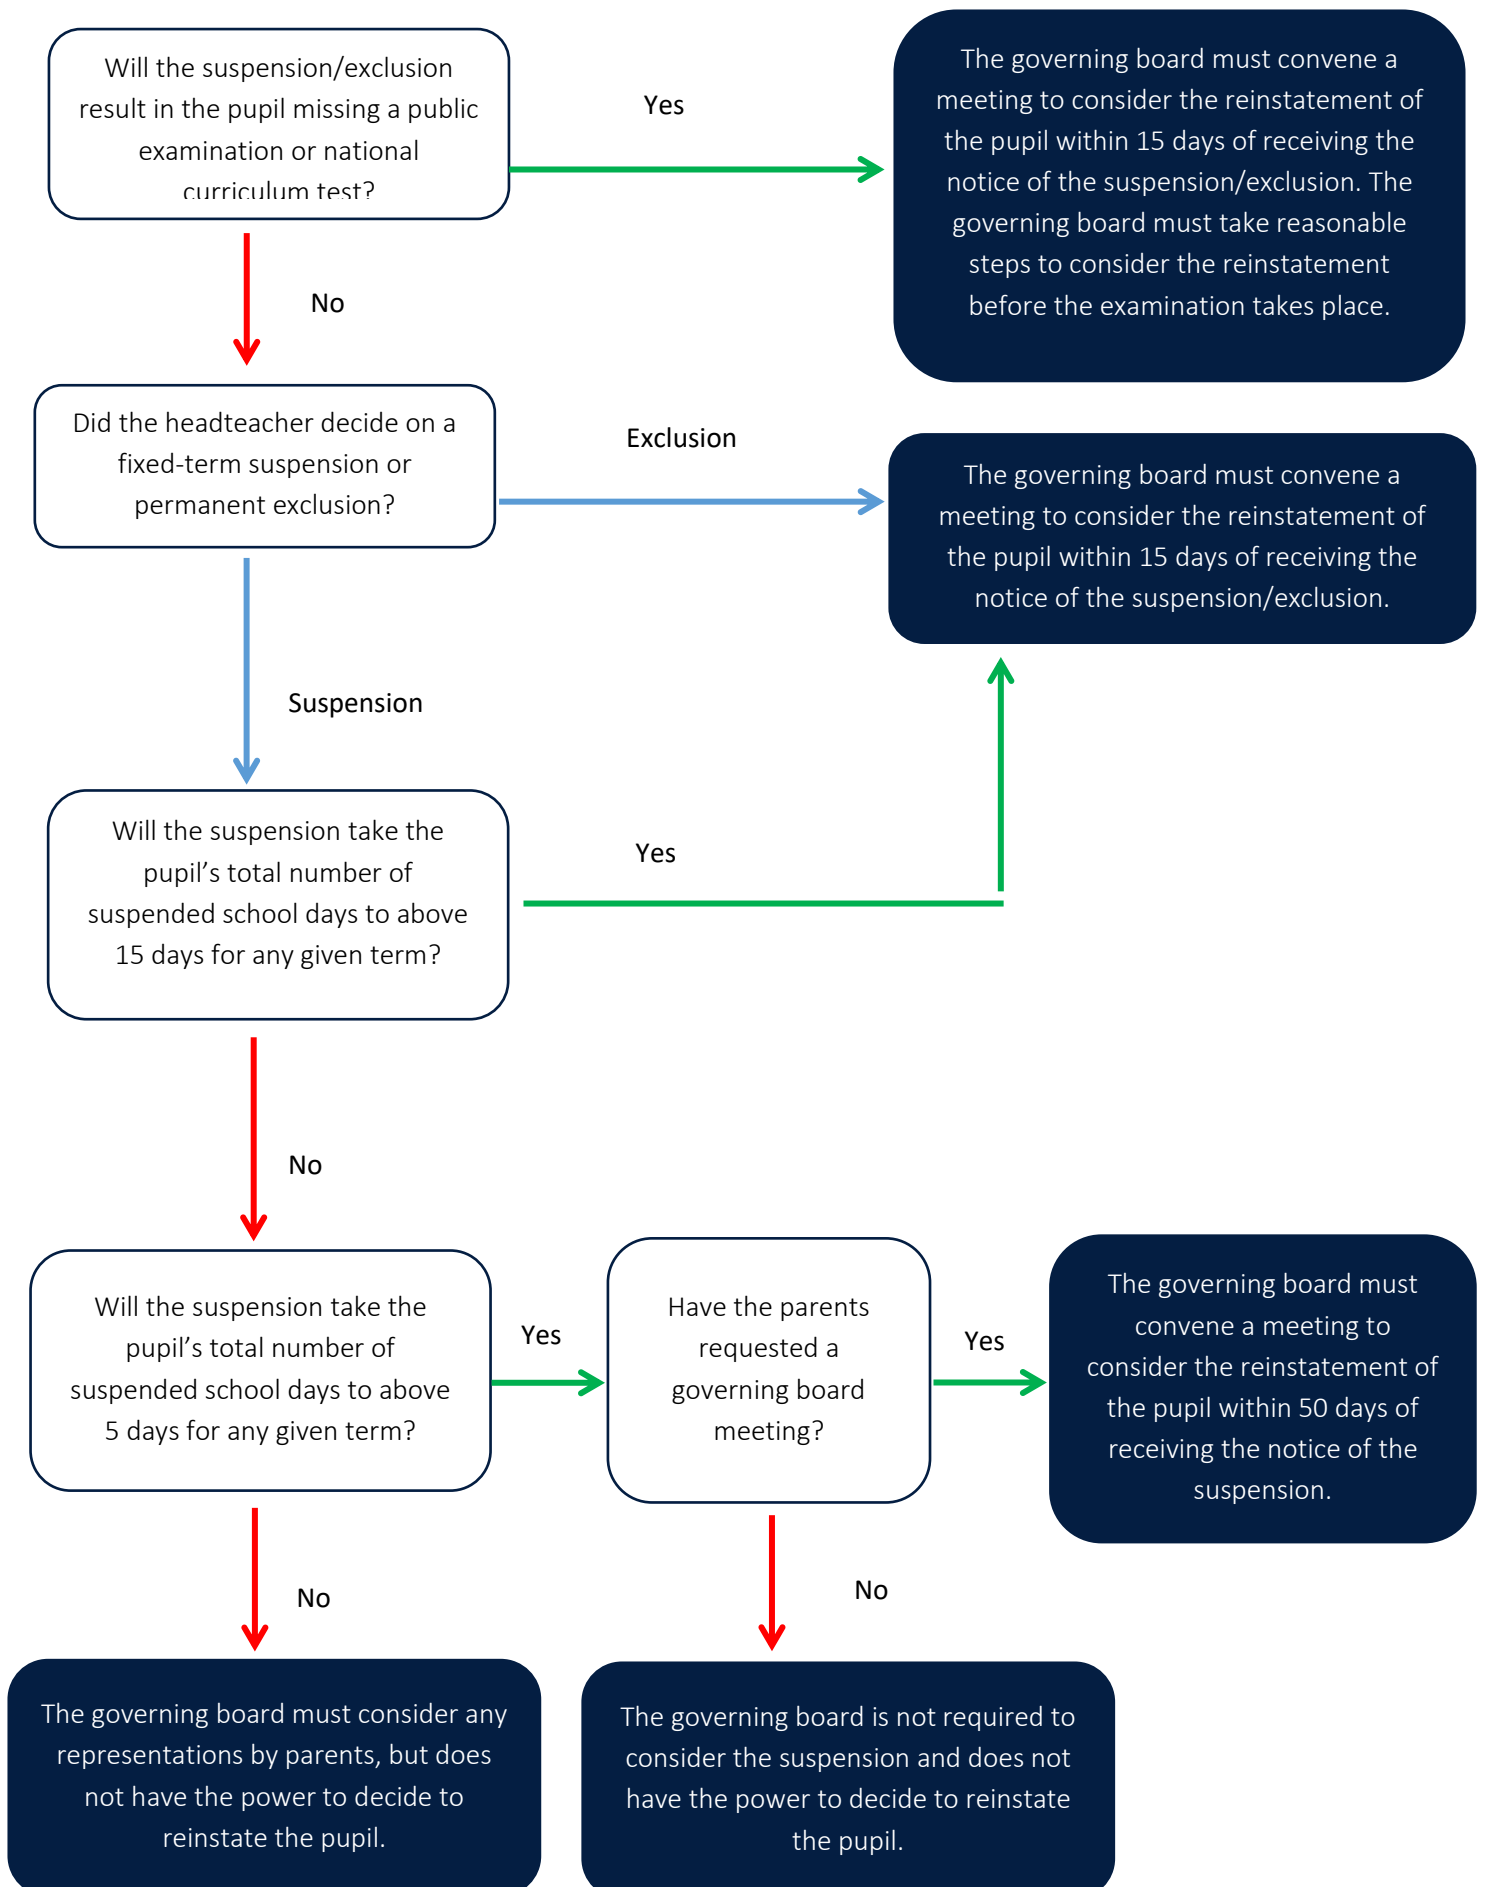 Will the suspension/exclusion
result in the pupil missing a public
examination or national
curriculum test?
Yes
The governing board must convene a
meeting to consider the reinstatement of
the pupil within 15 days of receiving the
notice of the suspension/exclusion. The
governing board must take reasonable
steps to consider the reinstatement
before the examination takes place.
No
Did the headteacher decide on a
fixed-term suspension or
permanent exclusion?
Exclusion
The governing board must convene a
meeting to consider the reinstatement of
the pupil within 15 days of receiving the
notice of the suspension/exclusion.
Suspension
Will the suspension take the
pupil’s total number of
suspended school days to above
15 days for any given term?
Yes
No
Will the suspension take the
pupil’s total number of
suspended school days to above
5 days for any given term?
Yes
Have the parents
requested a
governing board
meeting?
Yes
The governing board must
convene a meeting to
consider the reinstatement of
the pupil within 50 days of
receiving the notice of the
suspension.
No
No
The governing board must consider any
representations by parents, but does
not have the power to decide to
reinstate the pupil.
The governing board is not required to
consider the suspension and does not
have the power to decide to reinstate
the pupil.